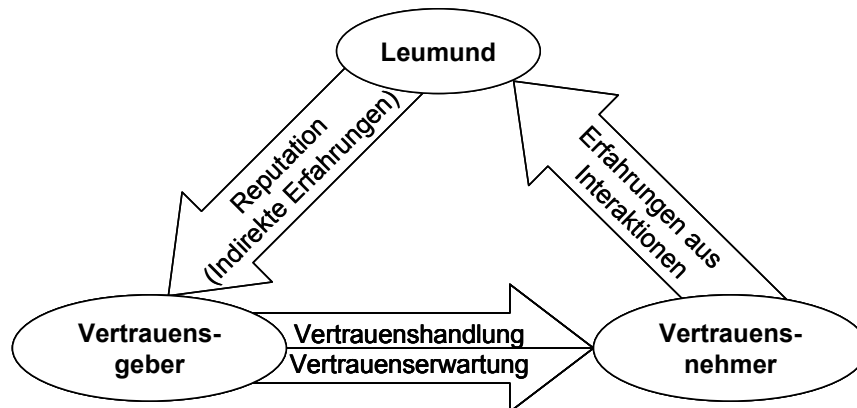 Leumund
Reputation
(Indirekte Erfahrungen)
Erfahrungen aus
Interaktionen
Vertrauens-
geber
Vertrauenshandlung
Vertrauenserwartung
Vertrauens-
nehmer